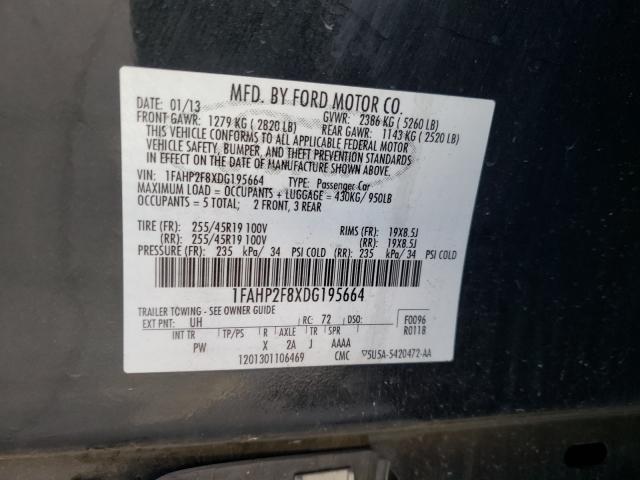 MFD. BY FORD MOTOR CO.
DATE: 01/13 GVWR: 2386 KG ( 5260 LB)
FRONT GAWR: 1279 KG ( 2820 LB) REAR GAWR: 1143 KG ( 2520 LB)
THIS VEHICLE CONFORMS TO ALL APPLICABLE FEDERAL MOTOR
VEHICLE SAFETY, BUMPER, AND THEFT PREVENTION STANDARDS
IN EFFECT ON THE DATE OF MANUFACTURE SHOWN ABOVE.
VIN: 1FAHP2F8XDG195664 TYPE: Passenger Car
MAXIMUM LOAD = OCCUPANTS + LUGGAGE = 430KG/ 950LB
OCCUPANTS = 5 TOTAL; 2 FRONT, 3 REAR
TIRE (FR): 255/45R19 100V RIMS (FR): 19X8.5J
(RR): 255/45R19 100V (RR): 19X8.5J
PRESSURE (FR): 235 kPa/ 34 PSI COLD (RR): 235 kPa/ 34 PSI COLD
1FAHP2F8XDG195664
TRAILER TOWING - SEE OWNER GUIDE
EXT PNT: UH RC: 72 DSO: F0096
R0118
INT TR TP/PS R AXLE TR SPR
PW X 2A J AAAA
1201301106469 CMC 5U5A-5420472-AA